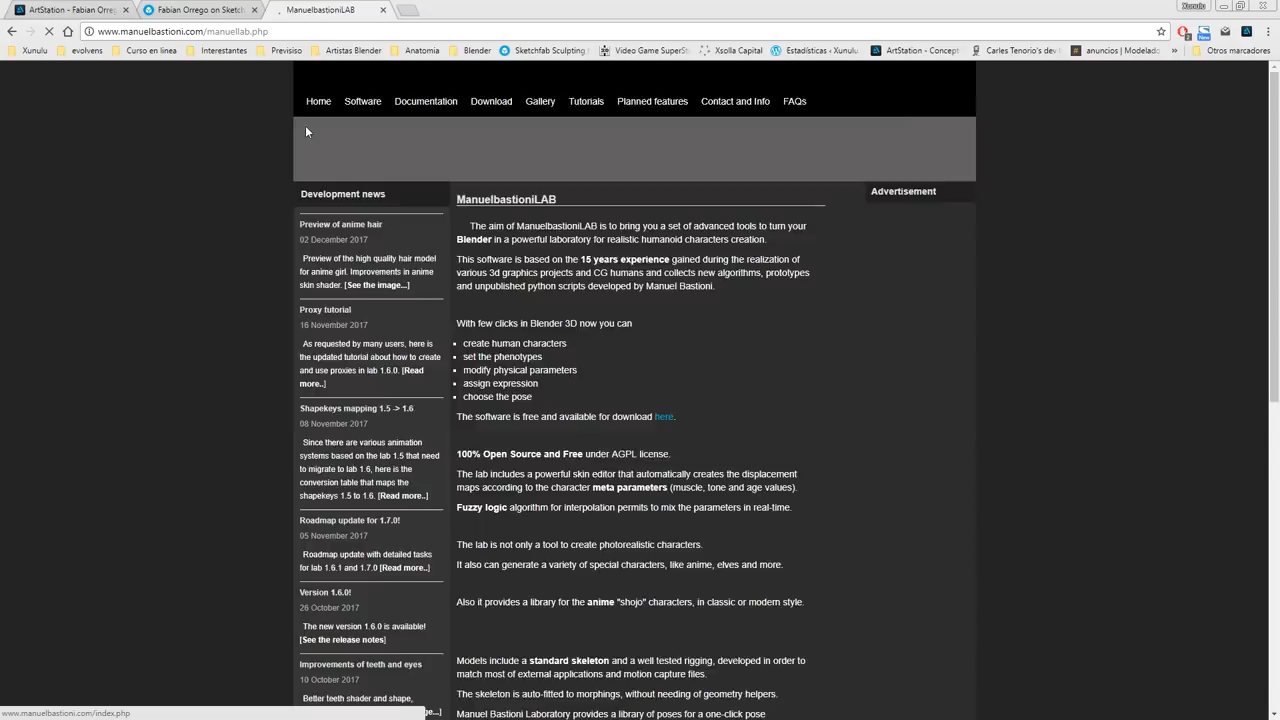 ArtStation - Fabian Orreg
Fabian Orrego on Sketch
ManuelbastioniLAB
Xunulu
www.manuelbastioni.com/manuellab.php
Xunulu
evolvens
Curso en linea
Interesantes
Previsiso
Artistas Blender
Anatomia
Blender
Sketchfab Sculpting
Video Game SuperSt
Xsolla Capital
Estadísticas ‹ Xunulu
ArtStation - Concept
Carles Tenorio's dev
anuncios | Modelado
»
Otros marcadores
Home
Software
Documentation
Download
Gallery
Tutorials
Planned features
Contact and Info
FAQs
Development news
Preview of anime hair
02 December 2017
Preview of the high quality hair model
for anime girl. Improvements in anime
skin shader. [See the image...]
Proxy tutorial
16 November 2017
As requested by many users, here is
the updated tutorial about how to create
and use proxies in lab 1.6.0. [Read
more..]
Shapekeys mapping 1.5 -> 1.6
08 November 2017
Since there are various animation
systems based on the lab 1.5 that need
to migrate to lab 1.6, here is the
conversion table that maps the
shapekeys 1.5 to 1.6. [Read more..]
Roadmap update for 1.7.0!
05 November 2017
Roadmap update with detailed tasks
for lab 1.6.1 and 1.7.0 [Read more..]
Version 1.6.0!
26 October 2017
The new version 1.6.0 is available!
[See the release notes]
Improvements of teeth and eyes
10 October 2017
Better teeth shader and shape,
ge...]
ManuelbastioniLAB
The aim of ManuelbastioniLAB is to bring you a set of advanced tools to turn your
Blender in a powerful laboratory for realistic humanoid characters creation.
This software is based on the 15 years experience gained during the realization of
various 3d graphics projects and CG humans and collects new algorithms, prototypes
and unpublished python scripts developed by Manuel Bastioni.
With few clicks in Blender 3D now you can
create human characters
set the phenotypes
modify physical parameters
assign expression
choose the pose
The software is free and available for download here.
100% Open Source and Free under AGPL license.
The lab includes a powerful skin editor that automatically creates the displacement
maps according to the character meta parameters (muscle, tone and age values).
Fuzzy logic algorithm for interpolation permits to mix the parameters in real-time.
The lab is not only a tool to create photorealistic characters.
It also can generate a variety of special characters, like anime, elves and more.
Also it provides a library for the anime "shojo" characters, in classic or modern style.
Models include a standard skeleton and a well tested rigging, developed in order to
match most of external applications and motion capture files.
The skeleton is auto-fitted to morphings, without needing of geometry helpers.
Manuel Bastioni Laboratory provides a library of poses for a one-click pose
Advertisement
www.manuelbastioni.com/index.php